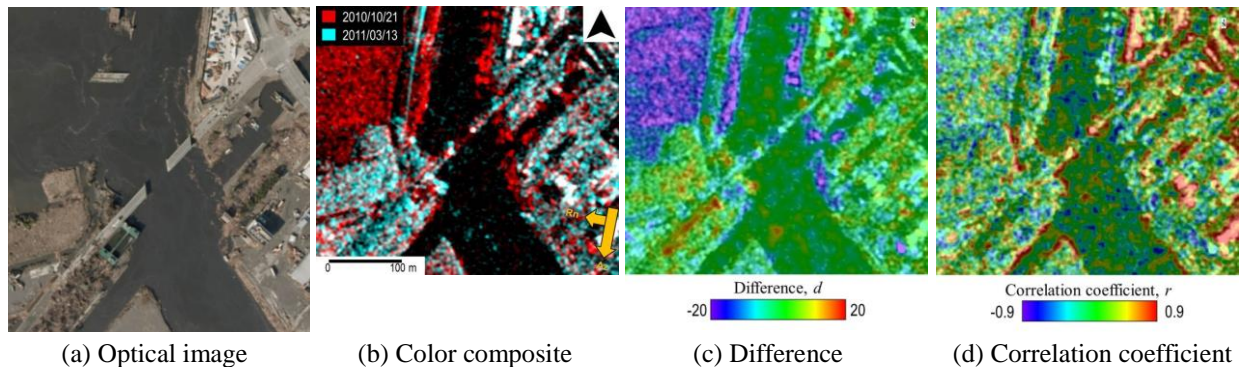 2010/10/21
2011/03/13
Rn
0 100 m
Difference, d
-20 20
Correlation coefficient, r
-0.9 0.9
(a) Optical image (b) Color composite (c) Difference (d) Correlation coefficient